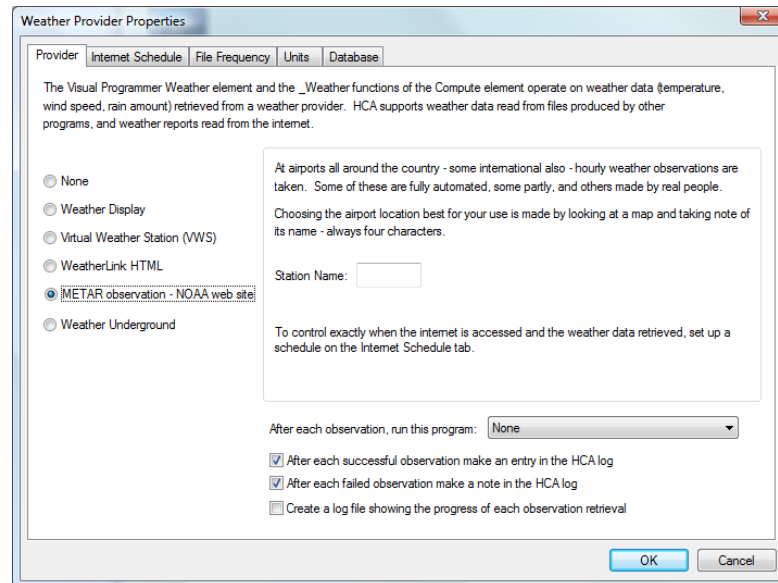 Weather Provider Properties
Provider
Internet Schedule
File Frequency
Units
Database
The Visual Programmer Weather element and the _Weather functions of the Compute element operate on weather data (temperature,
wind speed, rain amount) retrieved from a weather provider. HCA supports weather data read from files produced by other
programs, and weather reports read from the internet.
None
Weather Display
Virtual Weather Station (VWS)
WeatherLink HTML
METAR observation - NOAA web site
Weather Underground
At airports all around the country - some international also - hourly weather observations are
taken. Some of these are fully automated, some partly, and others made by real people.
Choosing the airport location best for your use is made by looking at a map and taking note of
its name - always four characters.
Station Name:
To control exactly when the internet is accessed and the weather data retrieved, set up a
schedule on the Internet Schedule tab.
After each observation, run this program:
None
After each successful observation make an entry in the HCA log
After each failed observation make a note in the HCA log
Create a log file showing the progress of each observation retrieval
OK
Cancel